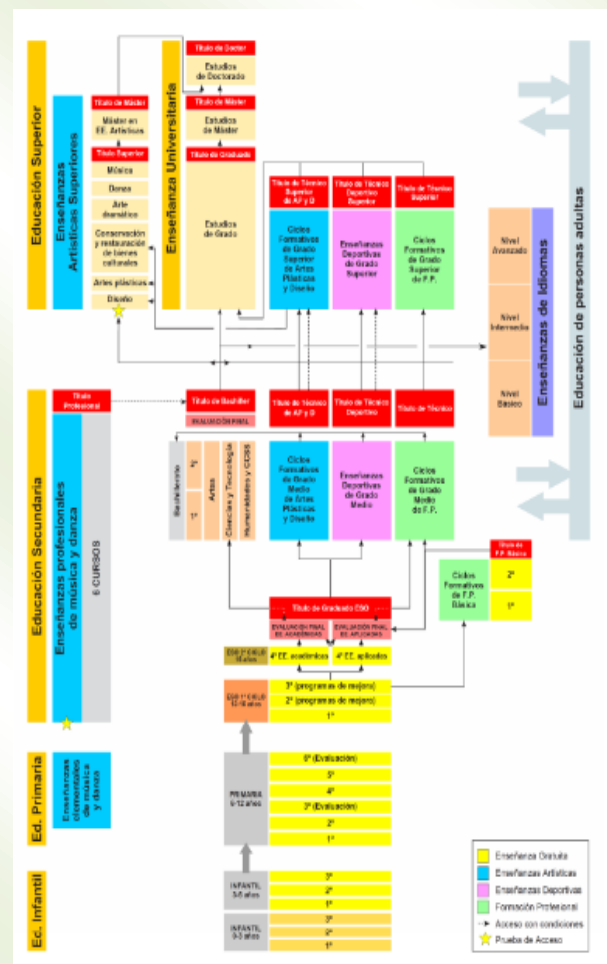 Educación Superior
Enseñanzas
Artísticas Superiores
Título de Máster
Máster en
EE. Artísticas
Título Superior
Música
Danza
Arte
dramático
Conservación
y restauración
de bienes
culturales
Artes plásticas
Diseño
Enseñanza Universitaria
Título de Doctor
Estudios
de Doctorado
Título de Máster
Estudios
de Máster
Título de Graduado
Estudios
de Grado
Título de Técnico
Superior
de AP y D
Ciclos
Formativos
de Grado
Superior
de Artes
Plásticas
y Diseño
Título de Técnico
Deportivo
Superior
Enseñanzas
Deportivas
de Grado
Superior
Título de Técnico
Superior
Ciclos
Formativos
de Grado
Superior
de F.P.
Nivel
Avanzado
Nivel
Intermedio
Nivel
Básico
Enseñanzas de Idiomas
Educación de personas adultas
Educación Secundaria
Enseñanzas profesionales
de música y danza
Título
Profesional
6 CURSOS
Título de Bachiller
EVALUACIÓN FINAL
Bachillerato
1º
Artes
Ciencias y Tecnología
Humanidades y CCSS
Título de Técnico
de AP y D
Ciclos
Formativos
de Grado
Medio
de Artes
Plásticas
y Diseño
Título de Técnico
Deportivo
Enseñanzas
Deportivas
de Grado
Medio
Título de Técnico
Ciclos
Formativos
de Grado
Medio
de F.P.
Título de Graduado ESO
EVALUACIÓN FINAL
DE. ACADÉMICAS
EVALUACIÓN FINAL
DE. APLICADAS
4º EE. académicas
4º EE. aplicadas
3º (programas de mejora)
2º (programas de mejora)
1º
Ciclos
Formativos
de F.P.
Básica
Título de
F.P. Básica
2º
1º
Ed. Primaria
Enseñanzas
elementales
de música
y danza
PRIMARIA
6-12 años
6º (Evaluación)
5º
4º
3º (Evaluación)
2º
1º
Ed. Infantil
INFANTIL
3-6 años
3º
2º
1º
INFANTIL
0-3 años
3º
2º
1º
Enseñanza Gratuita
Enseñanzas Artísticas
Enseñanzas Deportivas
Formación Profesional
Acceso con condiciones
Prueba de Acceso